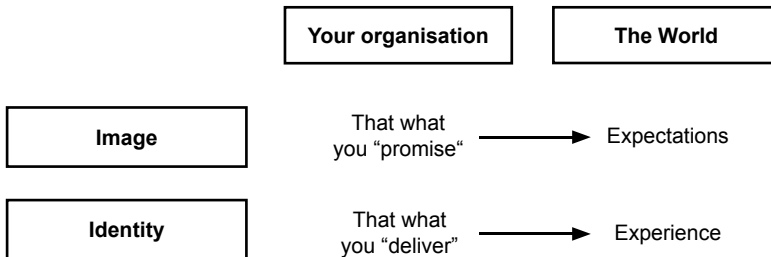 Your organisation
The World
Image
That what
you “promise“
Expectations
Identity
That what
you “deliver”
Experience